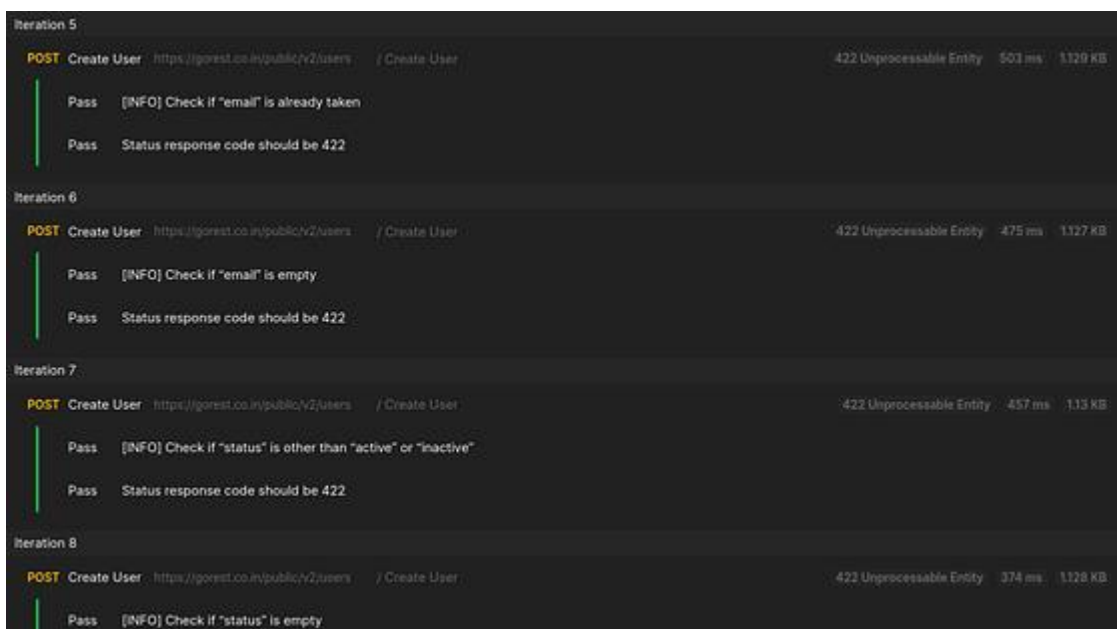 Iteration 5
POST Create User https://gorest.co.in/public/v2/users / Create User 422 Unprocessable Entity 503 ms 1.129 KB
Pass [INFO] Check if “email” is already taken
Pass Status response code should be 422
Iteration 6
POST Create User https://gorest.co.in/public/v2/users / Create User 422 Unprocessable Entity 475 ms 1.127 KB
Pass [INFO] Check if “email” is empty
Pass Status response code should be 422
Iteration 7
POST Create User https://gorest.co.in/public/v2/users / Create User 422 Unprocessable Entity 457 ms 1.13 KB
Pass [INFO] Check if “status” is other than “active” or “inactive”
Pass Status response code should be 422
Iteration 8
POST Create User https://gorest.co.in/public/v2/users / Create User 422 Unprocessable Entity 374 ms 1.128 KB
Pass [INFO] Check if “status” is empty